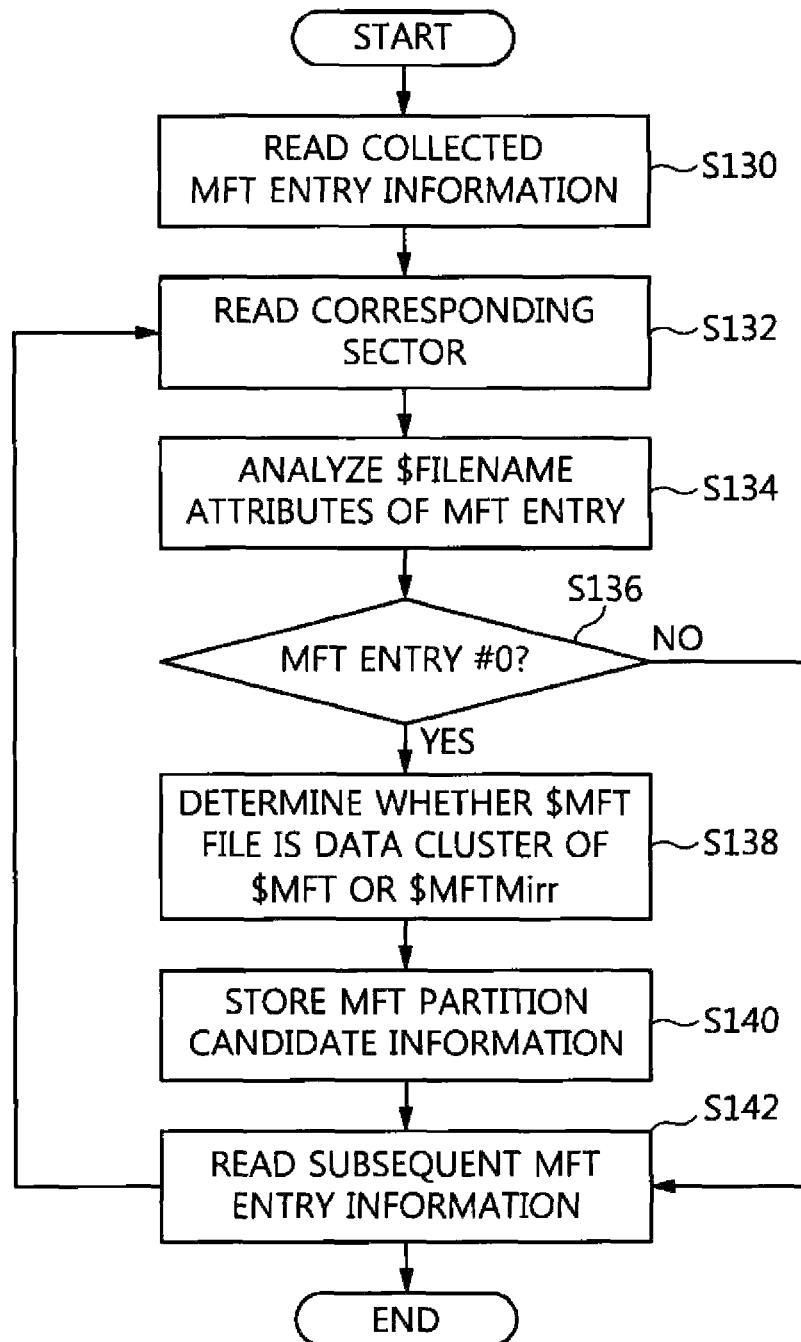 START
READ COLLECTED
MFT ENTRY INFORMATION
S130
READ CORRESPONDING
SECTOR
S132
ANALYZE $FILENAME
ATTRIBUTES OF MFT ENTRY
S134
S136
MFT ENTRY #0?
NO
YES
DETERMINE WHETHER $MFT
FILE IS DATA CLUSTER OF
$MFT OR $MFTMirr
S138
STORE MFT PARTITION
CANDIDATE INFORMATION
S140
S142
READ SUBSEQUENT MFT
ENTRY INFORMATION
END